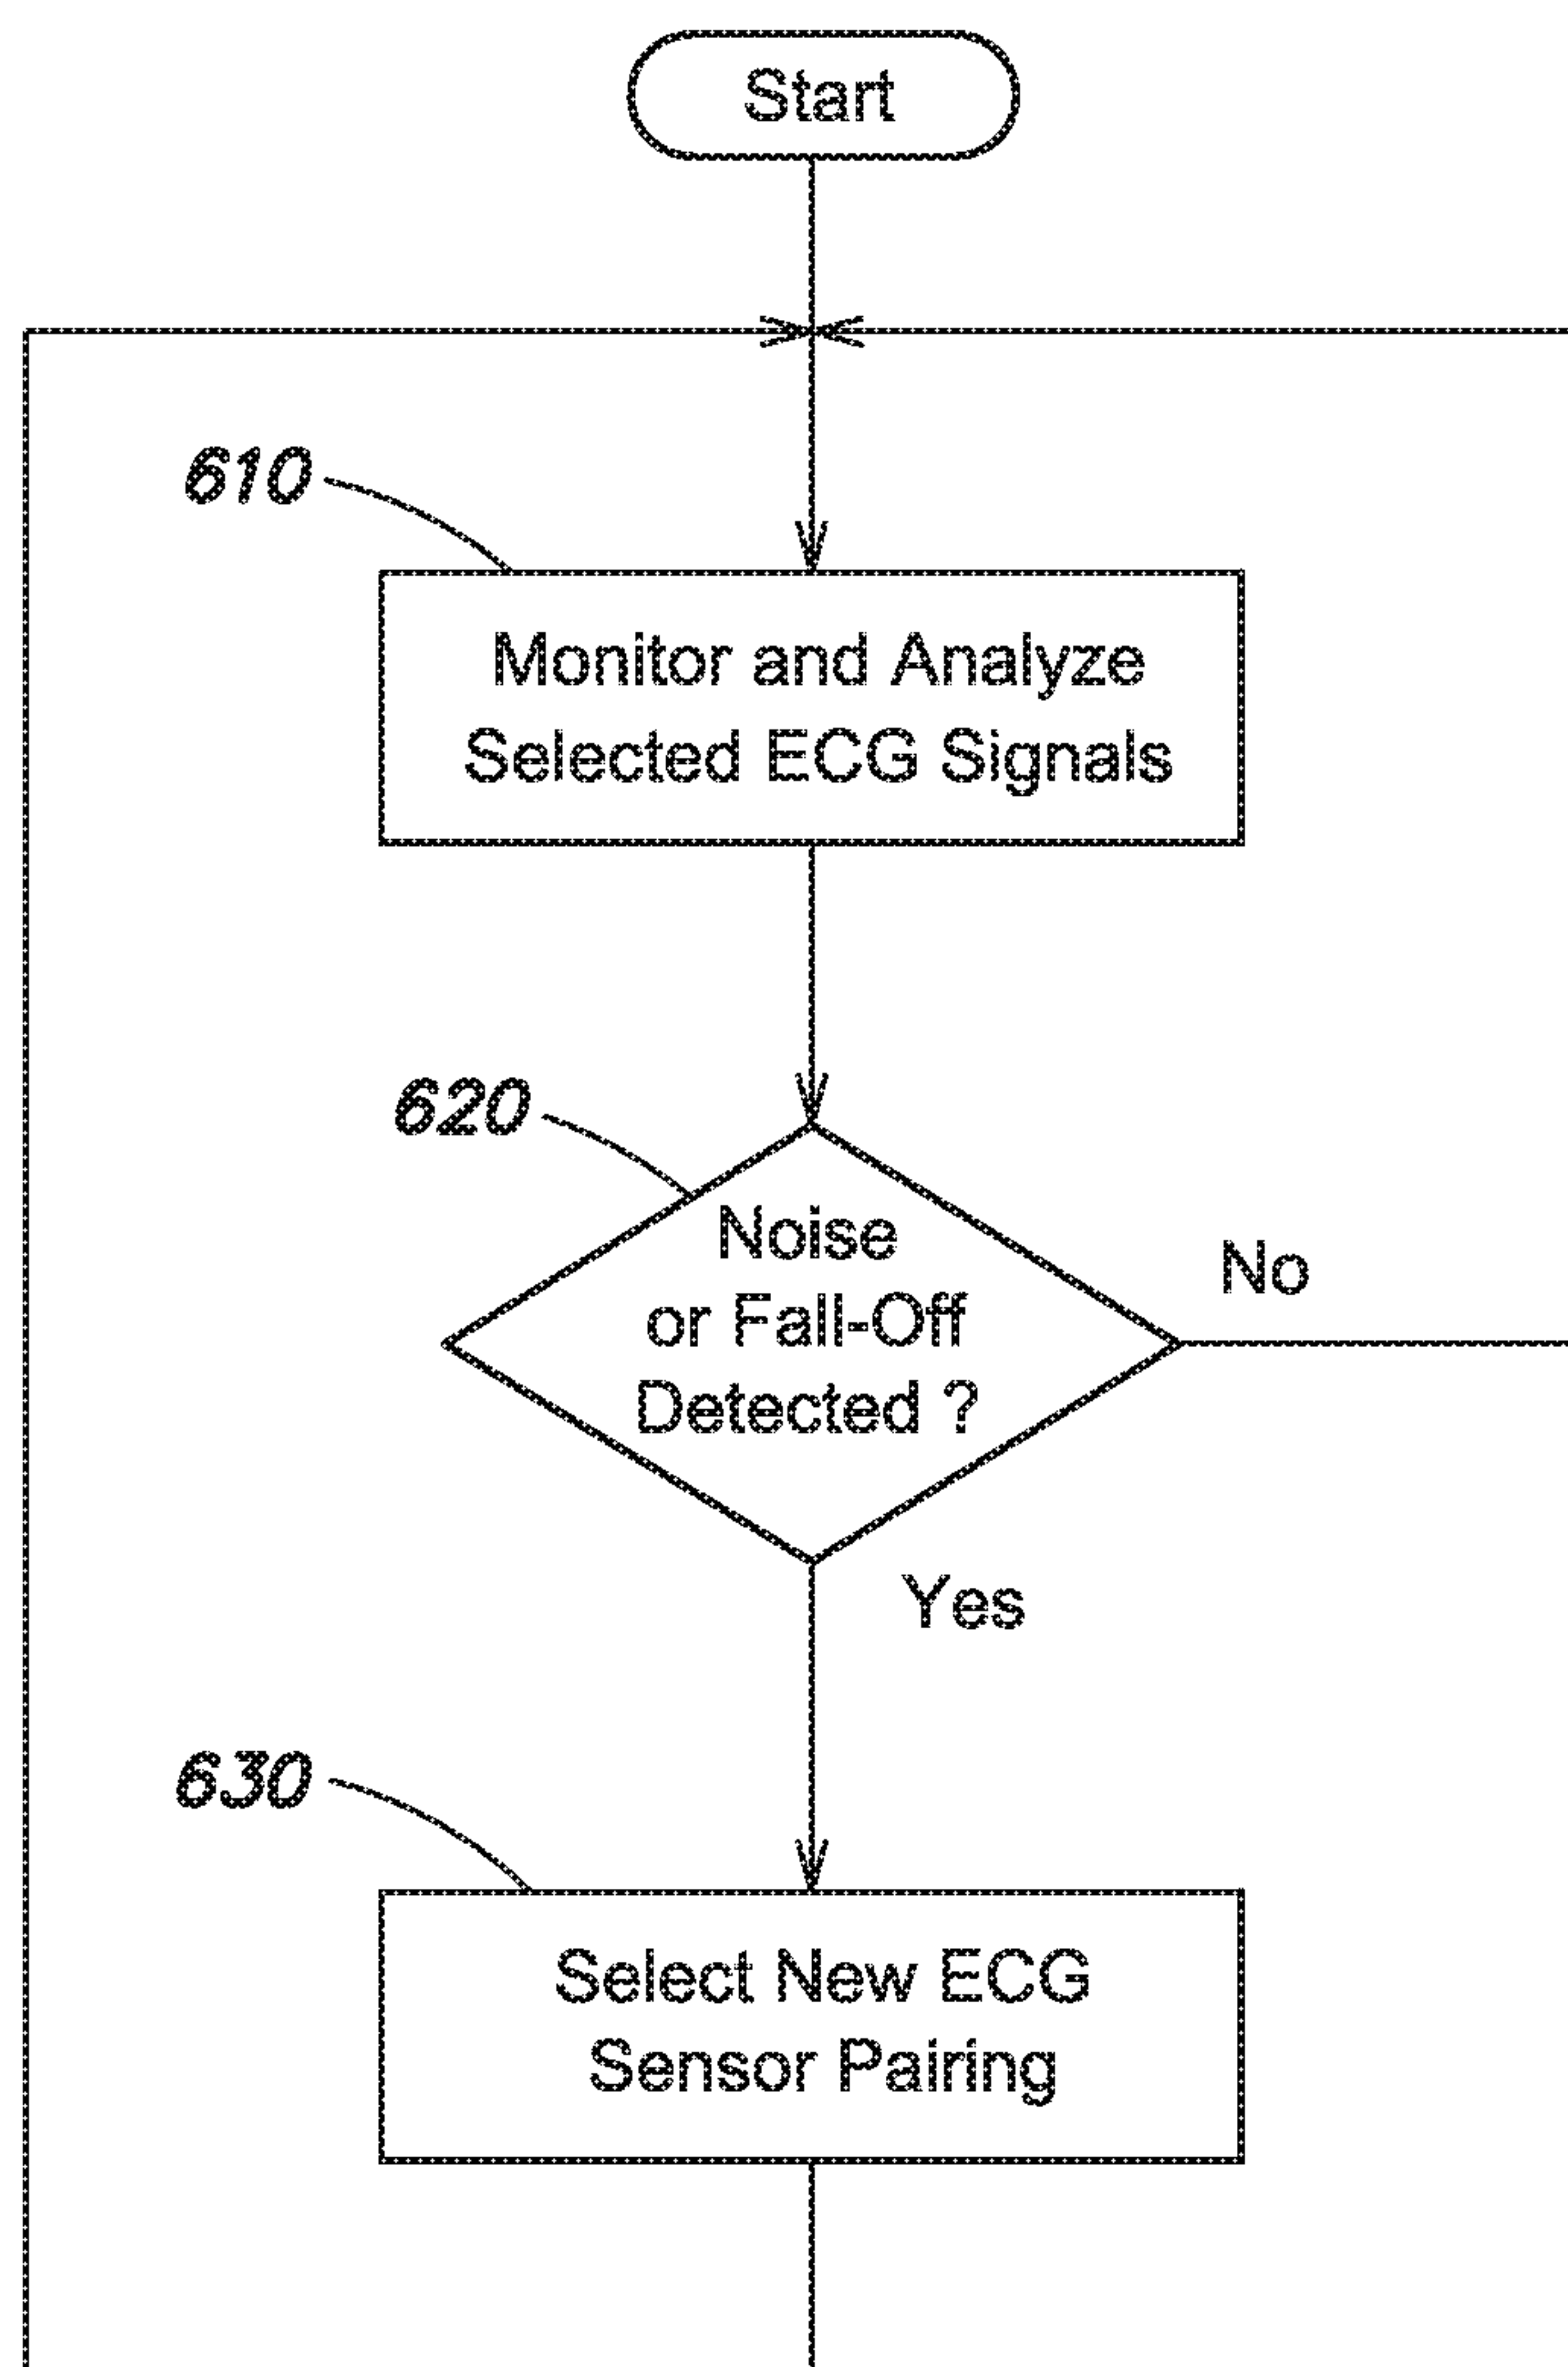 Start
610
Monitor and Analyze
Selected ECG Signals
620
Noise
or Fall-Off
Detected ?
No
Yes
630
Select New ECG
Sensor Pairing